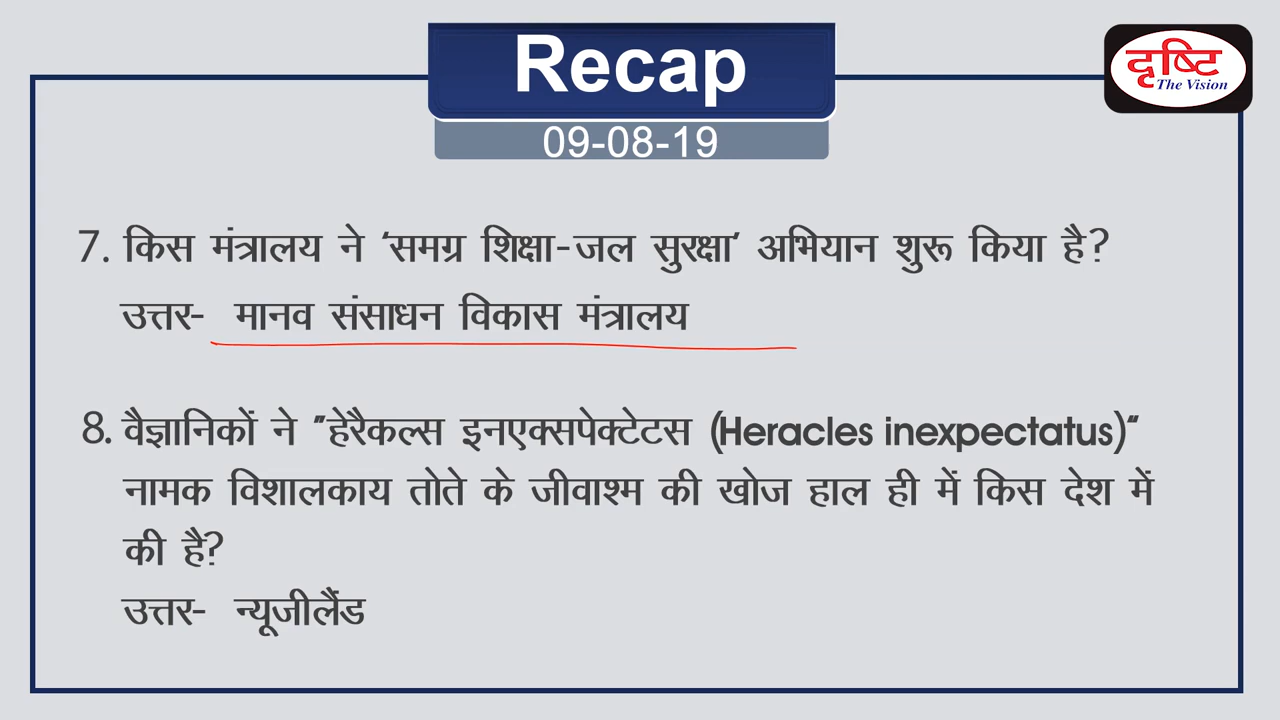 Recap
दृष्टि
The Vision
09-08-19
7. किस मंत्रालय ने ‘समग्र शिक्षा-जल सुरक्षा’ अभियान शुरू किया है?
उत्तर- मानव संसाधन विकास मंत्रालय
8. वैज्ञानिकों ने ”हेरैकल्स इनएक्सपेक्टेटस (Heracles inexpectatus)“
नामक विशालकाय तोते के जीवाश्म की खोज हाल ही में किस देश में
की है?
उत्तर- न्यूजीलैंड